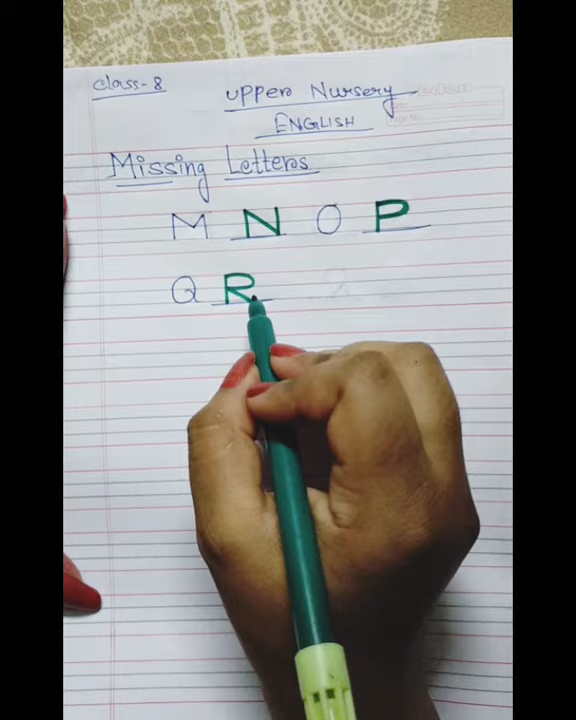 Class-8
Upper Nursery
ENGLISH
Missing Letters
M N O P
Q R